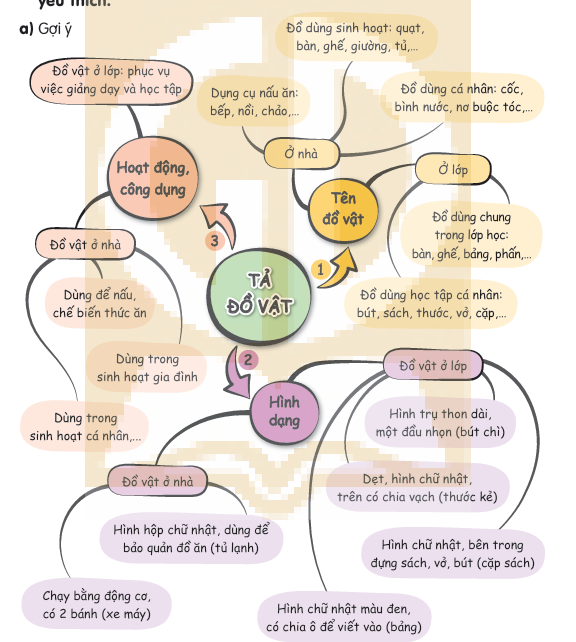 yêu thích.
a) Gợi ý
Đồ dùng sinh hoạt: quạt,
bàn, ghế, giường, tủ,...
Đồ vật ở lớp: phục vụ
việc giảng dạy và học tập
Dụng cụ nấu ăn:
bếp, nồi, chảo,...
Đồ dùng cá nhân: cốc,
bình nước, nơ buộc tóc,...
Ở nhà
Hoạt động,
công dụng
Ở lớp
Tên
đồ vật
Đồ dùng chung
trong lớp học:
bàn, ghế, bảng, phấn,...
Đồ vật ở nhà
3
1
TẢ
ĐỒ VẬT
Dùng để nấu,
chế biến thức ăn
Đồ dùng học tập cá nhân:
bút, sách, thước, vở, cặp,...
Dùng trong
sinh hoạt gia đình
2
Đồ vật ở lớp
Hình
dạng
Dùng trong
sinh hoạt cá nhân,...
Hình trụ thon dài,
một đầu nhọn (bút chì)
Đồ vật ở nhà
Dẹt, hình chữ nhật,
trên có chia vạch (thước kẻ)
Hình hộp chữ nhật, dùng để
bảo quản đồ ăn (tủ lạnh)
Hình chữ nhật, bên trong
đựng sách, vở, bút (cặp sách)
Chạy bằng động cơ,
có 2 bánh (xe máy)
Hình chữ nhật màu đen,
có chia ô để viết vào (bảng)